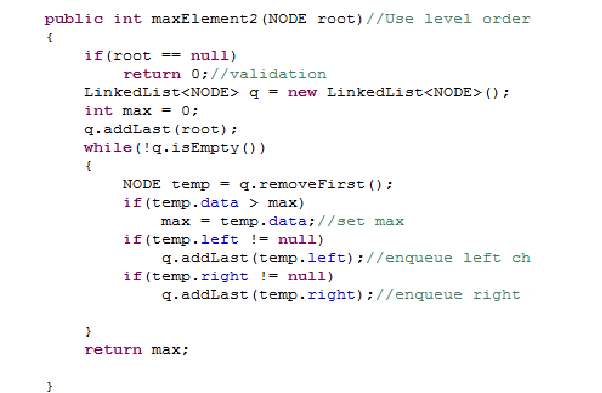 public int maxElement2(NODE root)//Use level order
{
if(root == null)
return 0;//validation
LinkedList<NODE> q = new LinkedList<NODE>();
int max = 0;
q.addLast(root);
while(!q.isEmpty())
{
NODE temp = q.removeFirst();
if(temp.data > max)
max = temp.data;//set max
if(temp.left != null)
q.addLast(temp.left);//enqueue left ch
if(temp.right != null)
q.addLast(temp.right);//enqueue right
}
return max;
}